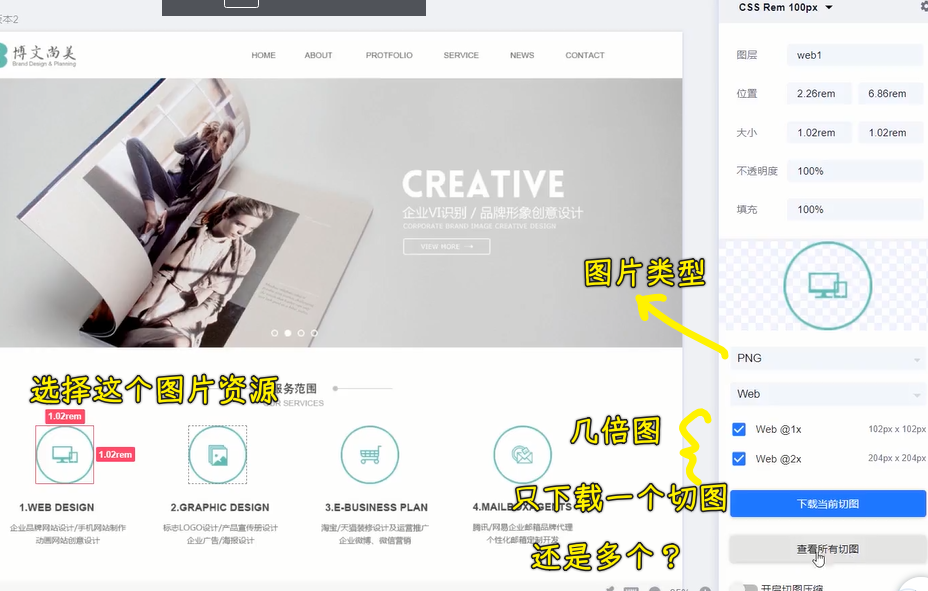 本2
CSS Rem 100px
博文尚美
Brand Design & Planning
HOME ABOUT PROTFOLIO SERVICE NEWS CONTACT
图层 web1
位置 2.26rem 6.86rem
大小 1.02rem 1.02rem
不透明度 100%
填充 100%
CREATIVE
企业VI识别 / 品牌形象创意设计
CORPORATE BRAND IMAGE CREATIVE DESIGN
VIEW MORE →
图片类型
PNG
Web
选择这个图片资源
服务范围
SERVICES
1.02rem
1.02rem
几倍图
Web @1x 102px x 102px
Web @2x 204px x 204px
只下载一个切图
下载当前切图
还是多个？
查看所有切图
开启切图压缩
1.WEB DESIGN
企业品牌网站设计/手机网站制作
动画网站创意设计
2.GRAPHIC DESIGN
标志LOGO设计/产品宣传册设计
企业广告/海报设计
3.E-BUSINESS PLAN
淘宝/天猫装修设计及运营推广
企业微博、微信营销
4.MAILBOX AGENTS
腾讯/网易企业邮箱品牌代理
个性化邮箱定制开发